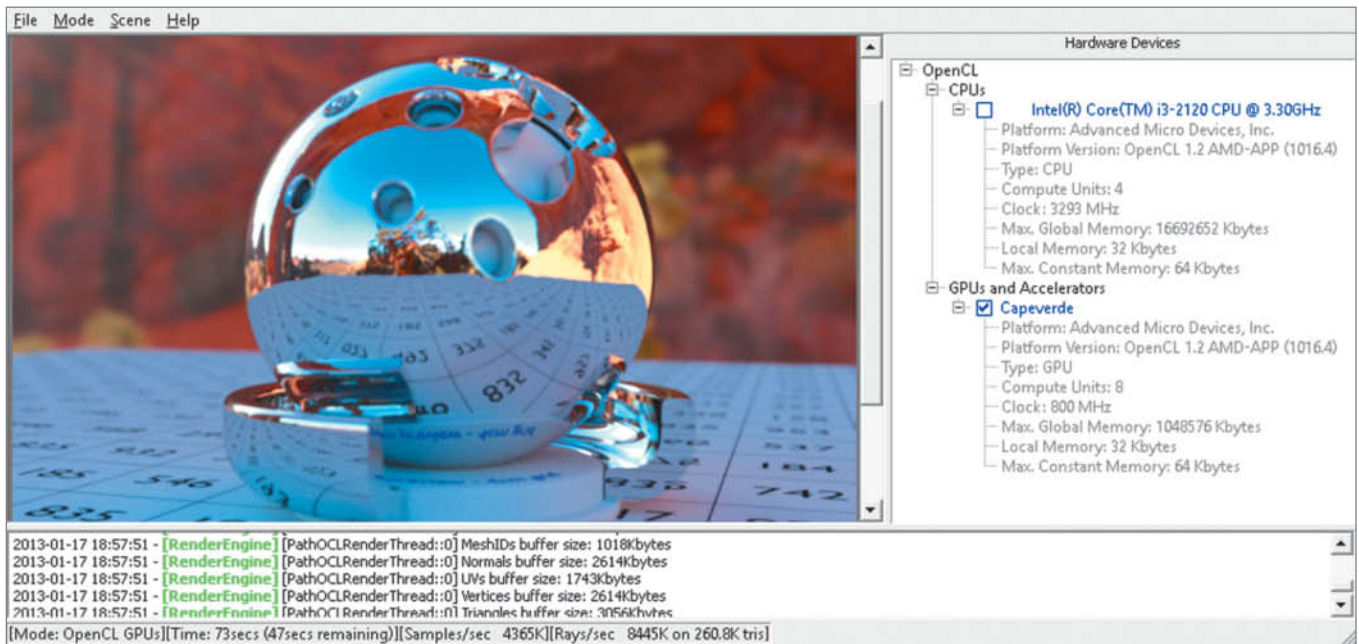 File Mode Scene Help
Hardware Devices
OpenCL
CPUs
Intel(R) Core(TM) i3-2120 CPU @ 3.30GHz
Platform: Advanced Micro Devices, Inc.
Platform Version: OpenCL 1.2 AMD-APP (1016.4)
Type: CPU
Compute Units: 4
Clock: 3293 MHz
Max. Global Memory: 16692652 Kbytes
Local Memory: 32 Kbytes
Max. Constant Memory: 64 Kbytes
GPUs and Accelerators
Capeverde
Platform: Advanced Micro Devices, Inc.
Platform Version: OpenCL 1.2 AMD-APP (1016.4)
Type: GPU
Compute Units: 8
Clock: 800 MHz
Max. Global Memory: 1048576 Kbytes
Local Memory: 32 Kbytes
Max. Constant Memory: 64 Kbytes
835
185 546
835
742
184
17
2013-01-17 18:57:51 - [RenderEngine] [PathOCLRenderThread::0] MeshIDs buffer size: 1018Kbytes
2013-01-17 18:57:51 - [RenderEngine] [PathOCLRenderThread::0] Normals buffer size: 2614Kbytes
2013-01-17 18:57:51 - [RenderEngine] [PathOCLRenderThread::0] UVs buffer size: 1743Kbytes
2013-01-17 18:57:51 - [RenderEngine] [PathOCLRenderThread::0] Vertices buffer size: 2614Kbytes
2013-01-17 18:57:51 - [RenderEngine] [PathOCLRenderThread::0] Triangles buffer size: 3056Kbytes
[Mode: OpenCL GPUs][Time: 73secs (47secs remaining)][Samples/sec 4365K][Rays/sec 8445K on 260.8K tris]